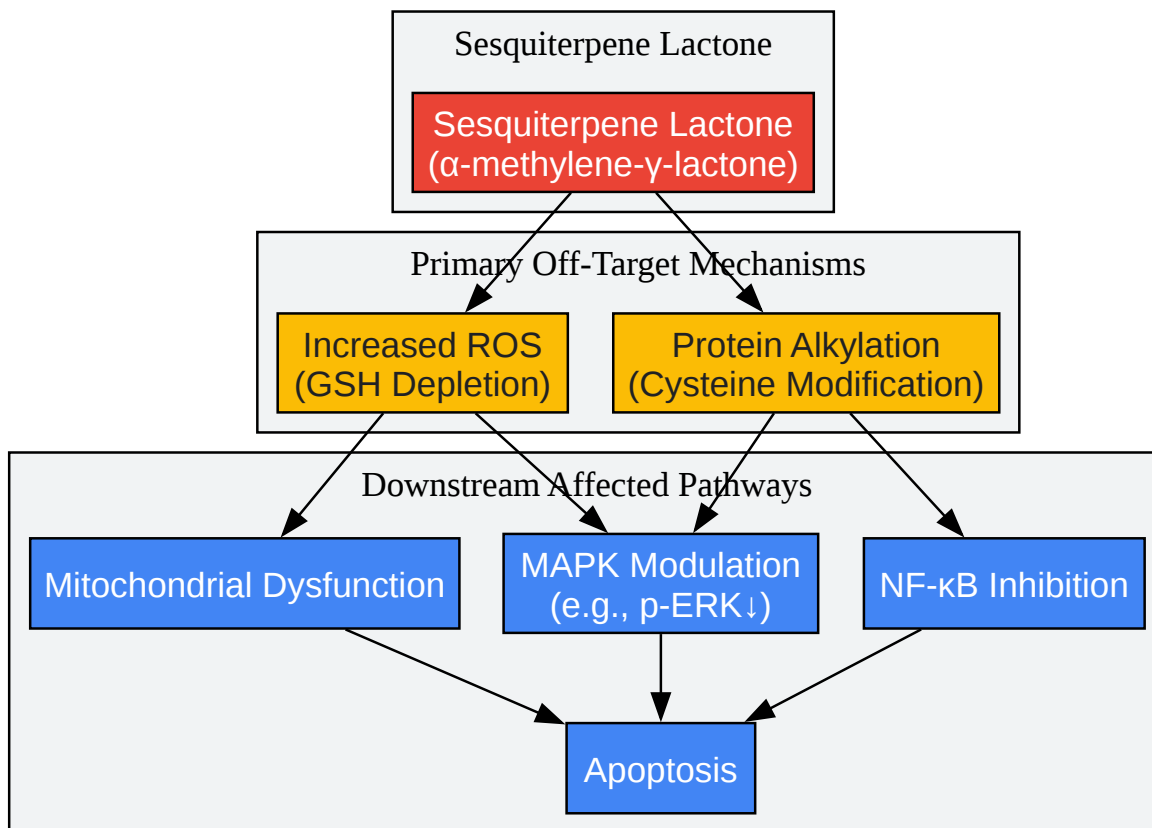 Sesquiterpene Lactone
Sesquiterpene Lactone
(α-methylene-γ-lactone)
Primary Off-Target Mechanisms
Increased ROS
(GSH Depletion)
Protein Alkylation
(Cysteine Modification)
Downstream Affected Pathways
Mitochondrial Dysfunction
MAPK Modulation
(e.g., p-ERK↓)
NF-κB Inhibition
Apoptosis